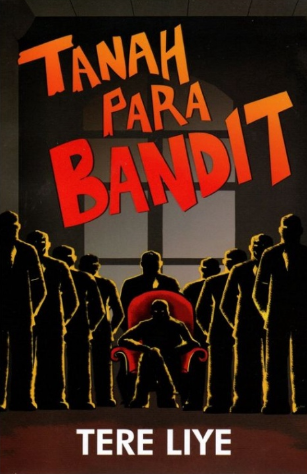 TANAH
PARA
BANDIT
TERE LIYE